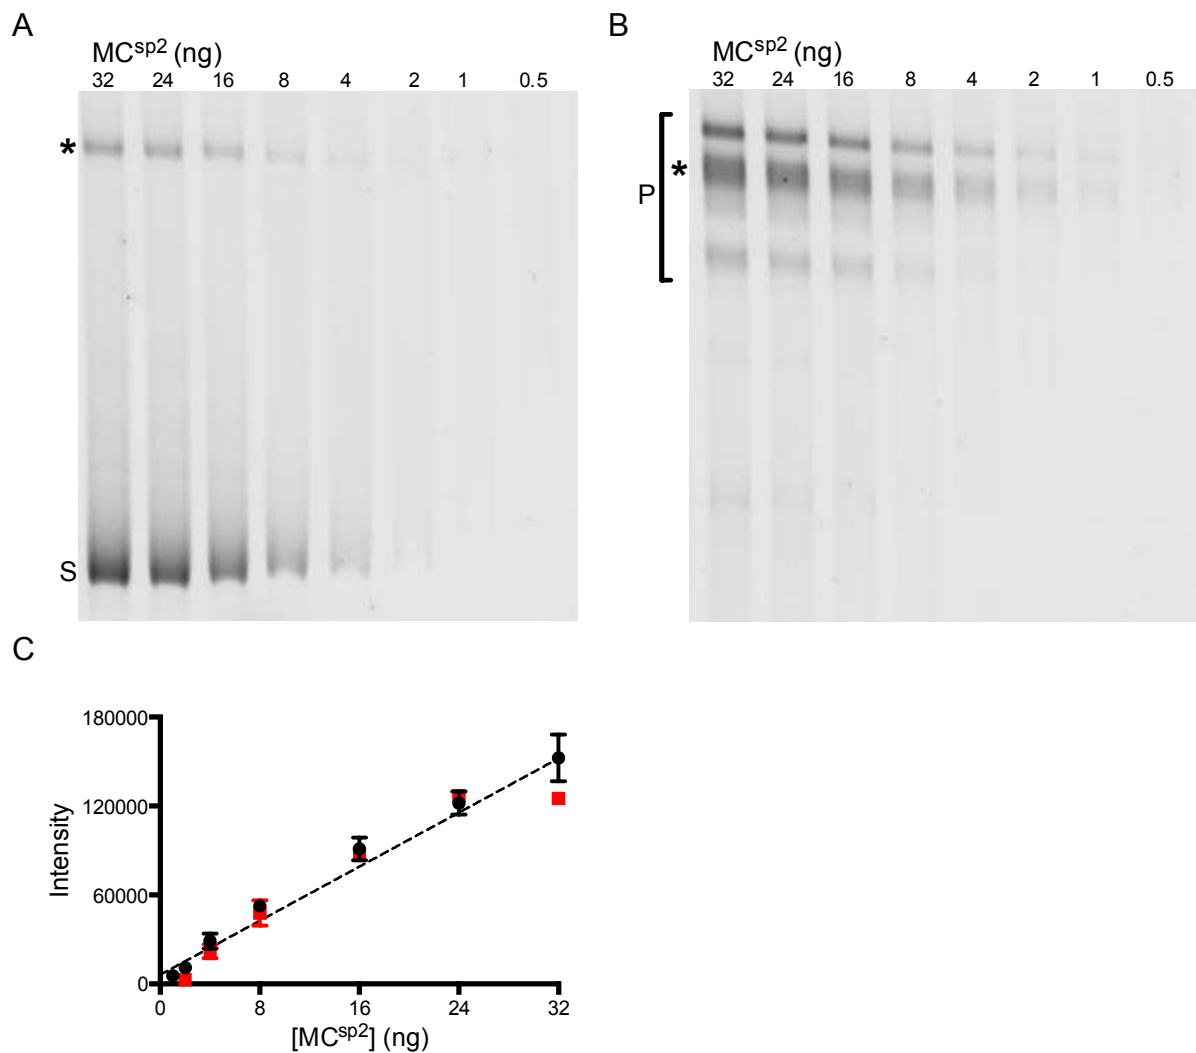 A
MCsp2 (ng)
32 24 16 8 4 2 1 0.5
*
S
B
MCsp2 (ng)
32 24 16 8 4 2 1 0.5
*
P
C
180000
120000
60000
0
Intensity
0 8 16 24 32
[MCsp2] (ng)